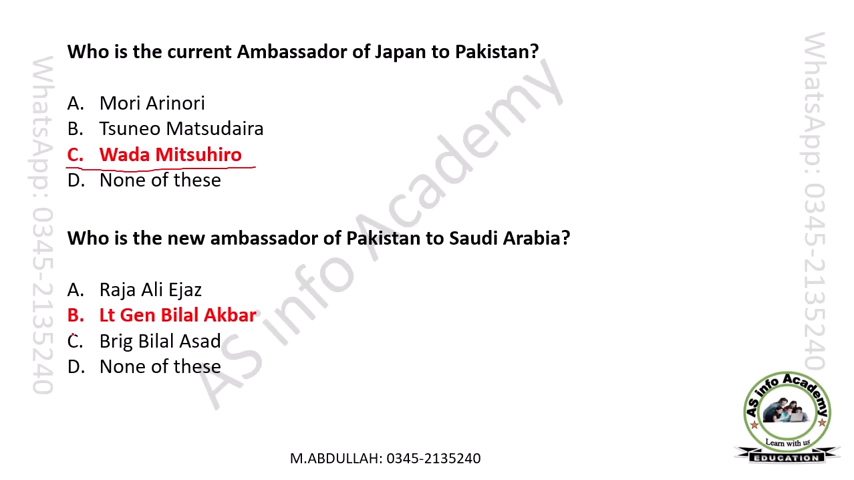 Who is the current Ambassador of Japan to Pakistan?
A. Mori Arinori
B. Tsuneo Matsudaira
C. Wada Mitsuhiro
D. None of these
Who is the new ambassador of Pakistan to Saudi Arabia?
A. Raja Ali Ejaz
B. Lt Gen Bilal Akbar
C. Brig Bilal Asad
D. None of these
M.ABDULLAH: 0345-2135240
WhatsApp: 0345-2135240
AS info Academy
WhatsApp: 0345-2135240
AS info Academy
Learn with us
EDUCATION